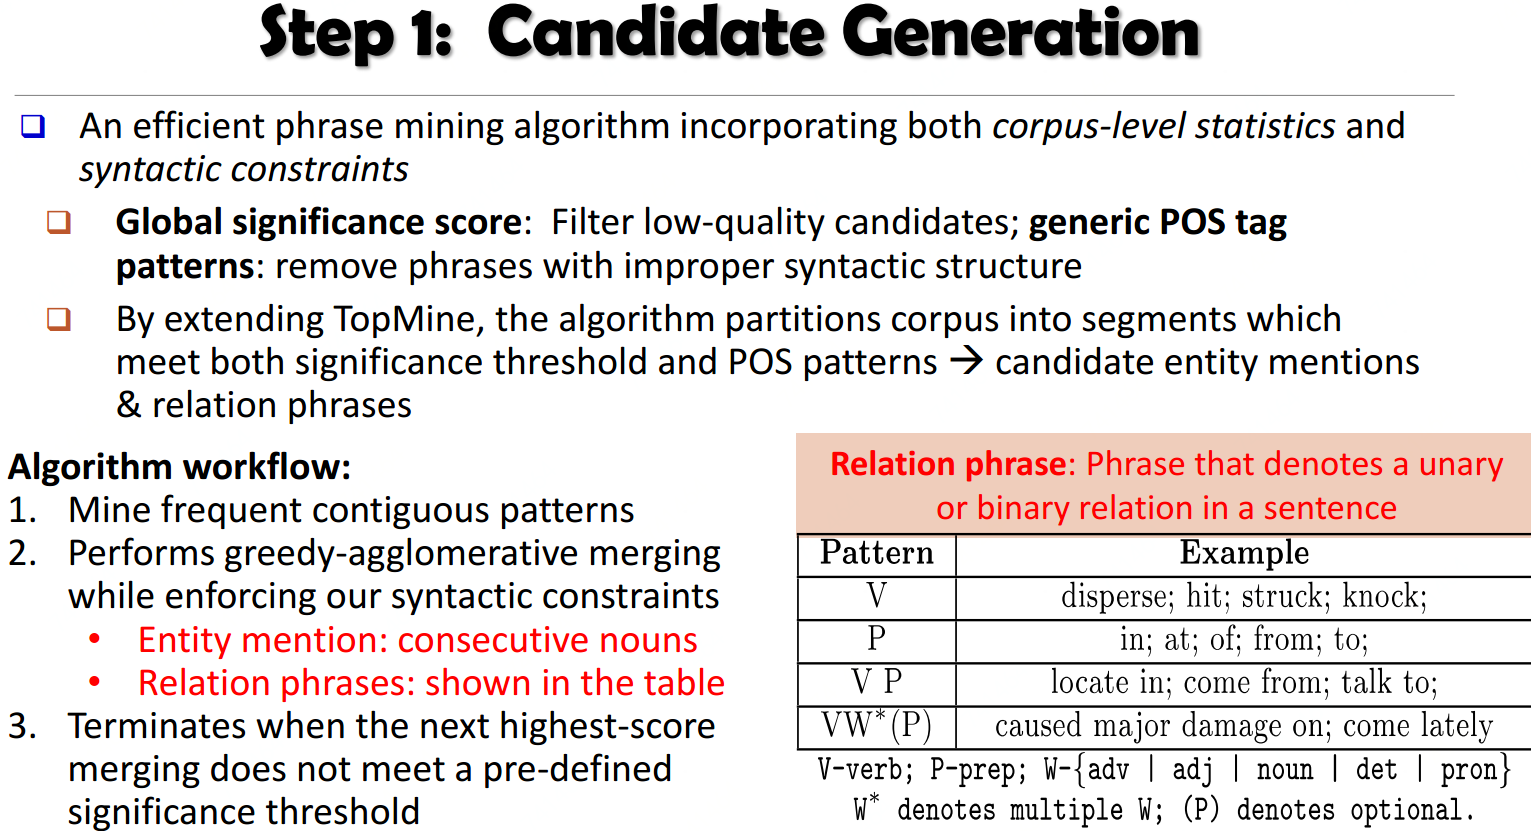 Step 1: Candidate Generation
An efficient phrase mining algorithm incorporating both corpus-level statistics and
syntactic constraints
Global significance score: Filter low-quality candidates; generic POS tag
patterns: remove phrases with improper syntactic structure
By extending TopMine, the algorithm partitions corpus into segments which
meet both significance threshold and POS patterns → candidate entity mentions
& relation phrases
Algorithm workflow:
1. Mine frequent contiguous patterns
2. Performs greedy-agglomerative merging
while enforcing our syntactic constraints
• Entity mention: consecutive nouns
• Relation phrases: shown in the table
3. Terminates when the next highest-score
merging does not meet a pre-defined
significance threshold
Relation phrase: Phrase that denotes a unary
or binary relation in a sentence
Pattern Example
V disperse; hit; struck; knock;
P in; at; of; from; to;
V P locate in; come from; talk to;
VW*(P) caused major damage on; come lately
V-verb; P-prep; W-{adv | adj | noun | det | pron}
W* denotes multiple W; (P) denotes optional.